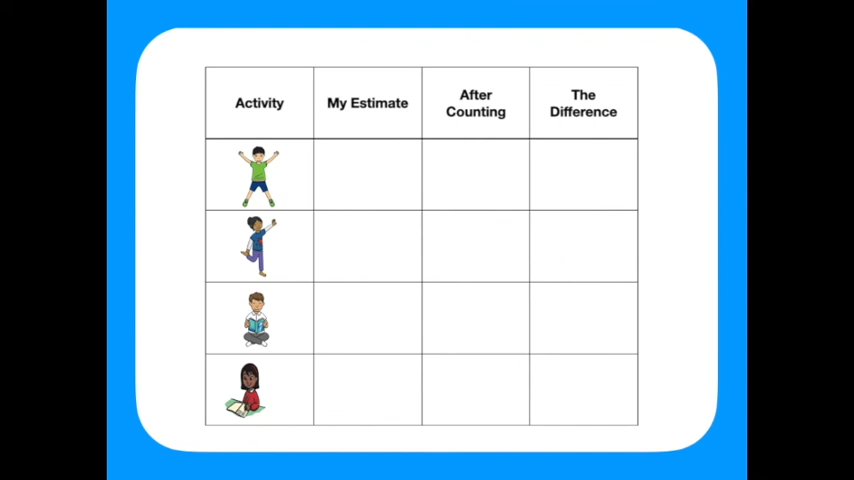 Activity
My Estimate
After
Counting
The
Difference